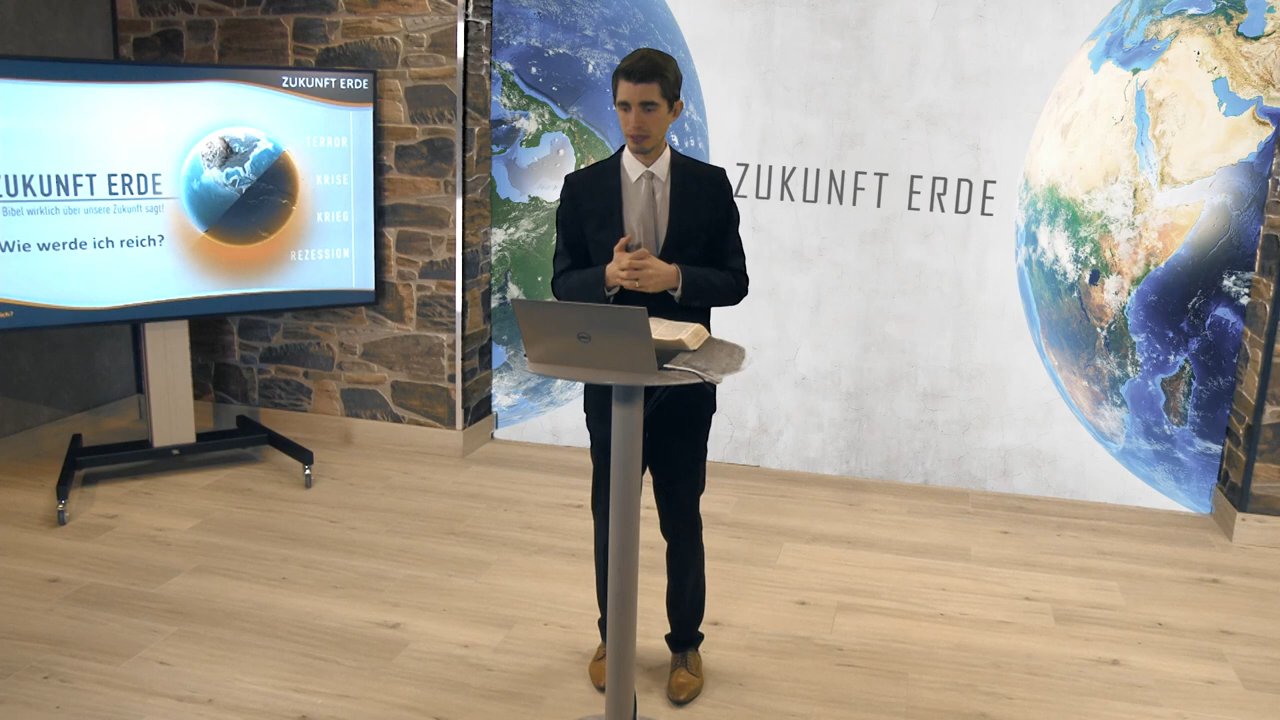 ZUKUNFT ERDE
ZUKUNFT ERDE
Bibel wirklich über unsere Zukunft sagt!
Wie werde ich reich?
TERROR
KRISE
KRIEG
REZESSION
ZUKUNFT ERDE
DELL